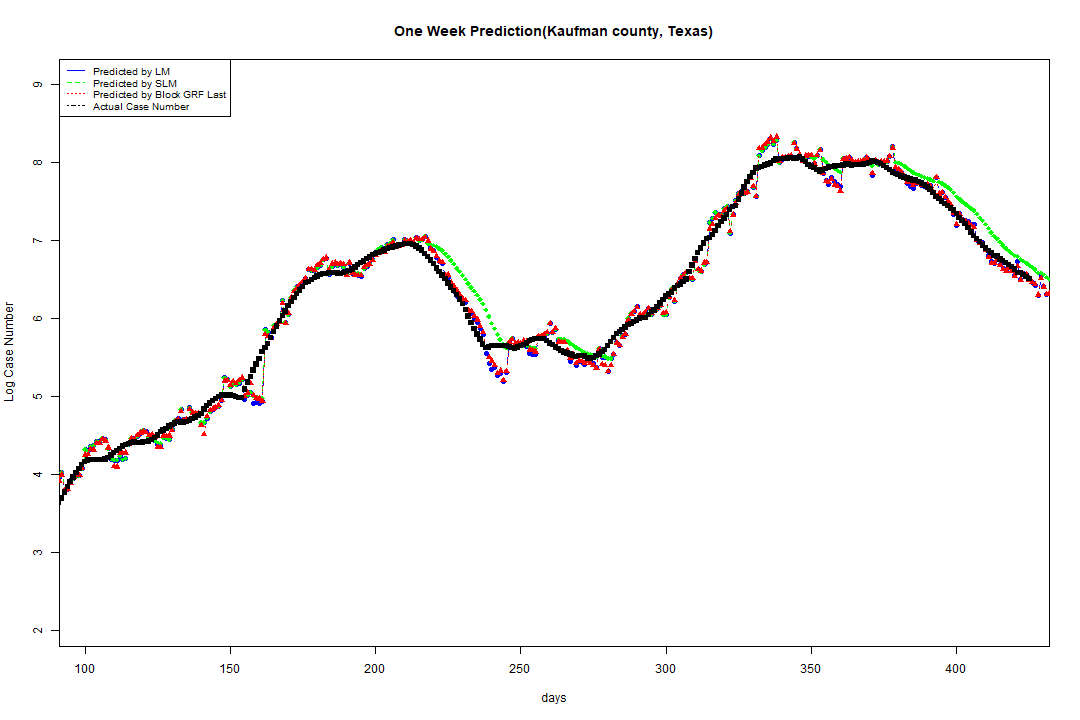 One Week Prediction(Kaufman county, Texas)
Predicted by LM
Predicted by SLM
Predicted by Block GRF Last
Actual Case Number
Log Case Number
9
8
7
6
5
4
3
2
100 150 200 250 300 350 400
days